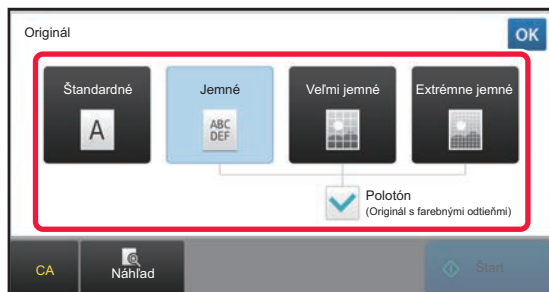 Originál
OK
Štandardné
Jemné
Veľmi jemné
Extrémne jemné
A
ABC
DEF
Polotón
(Originál s farebnými odtieňmi)
CA
Náhľad
Štart